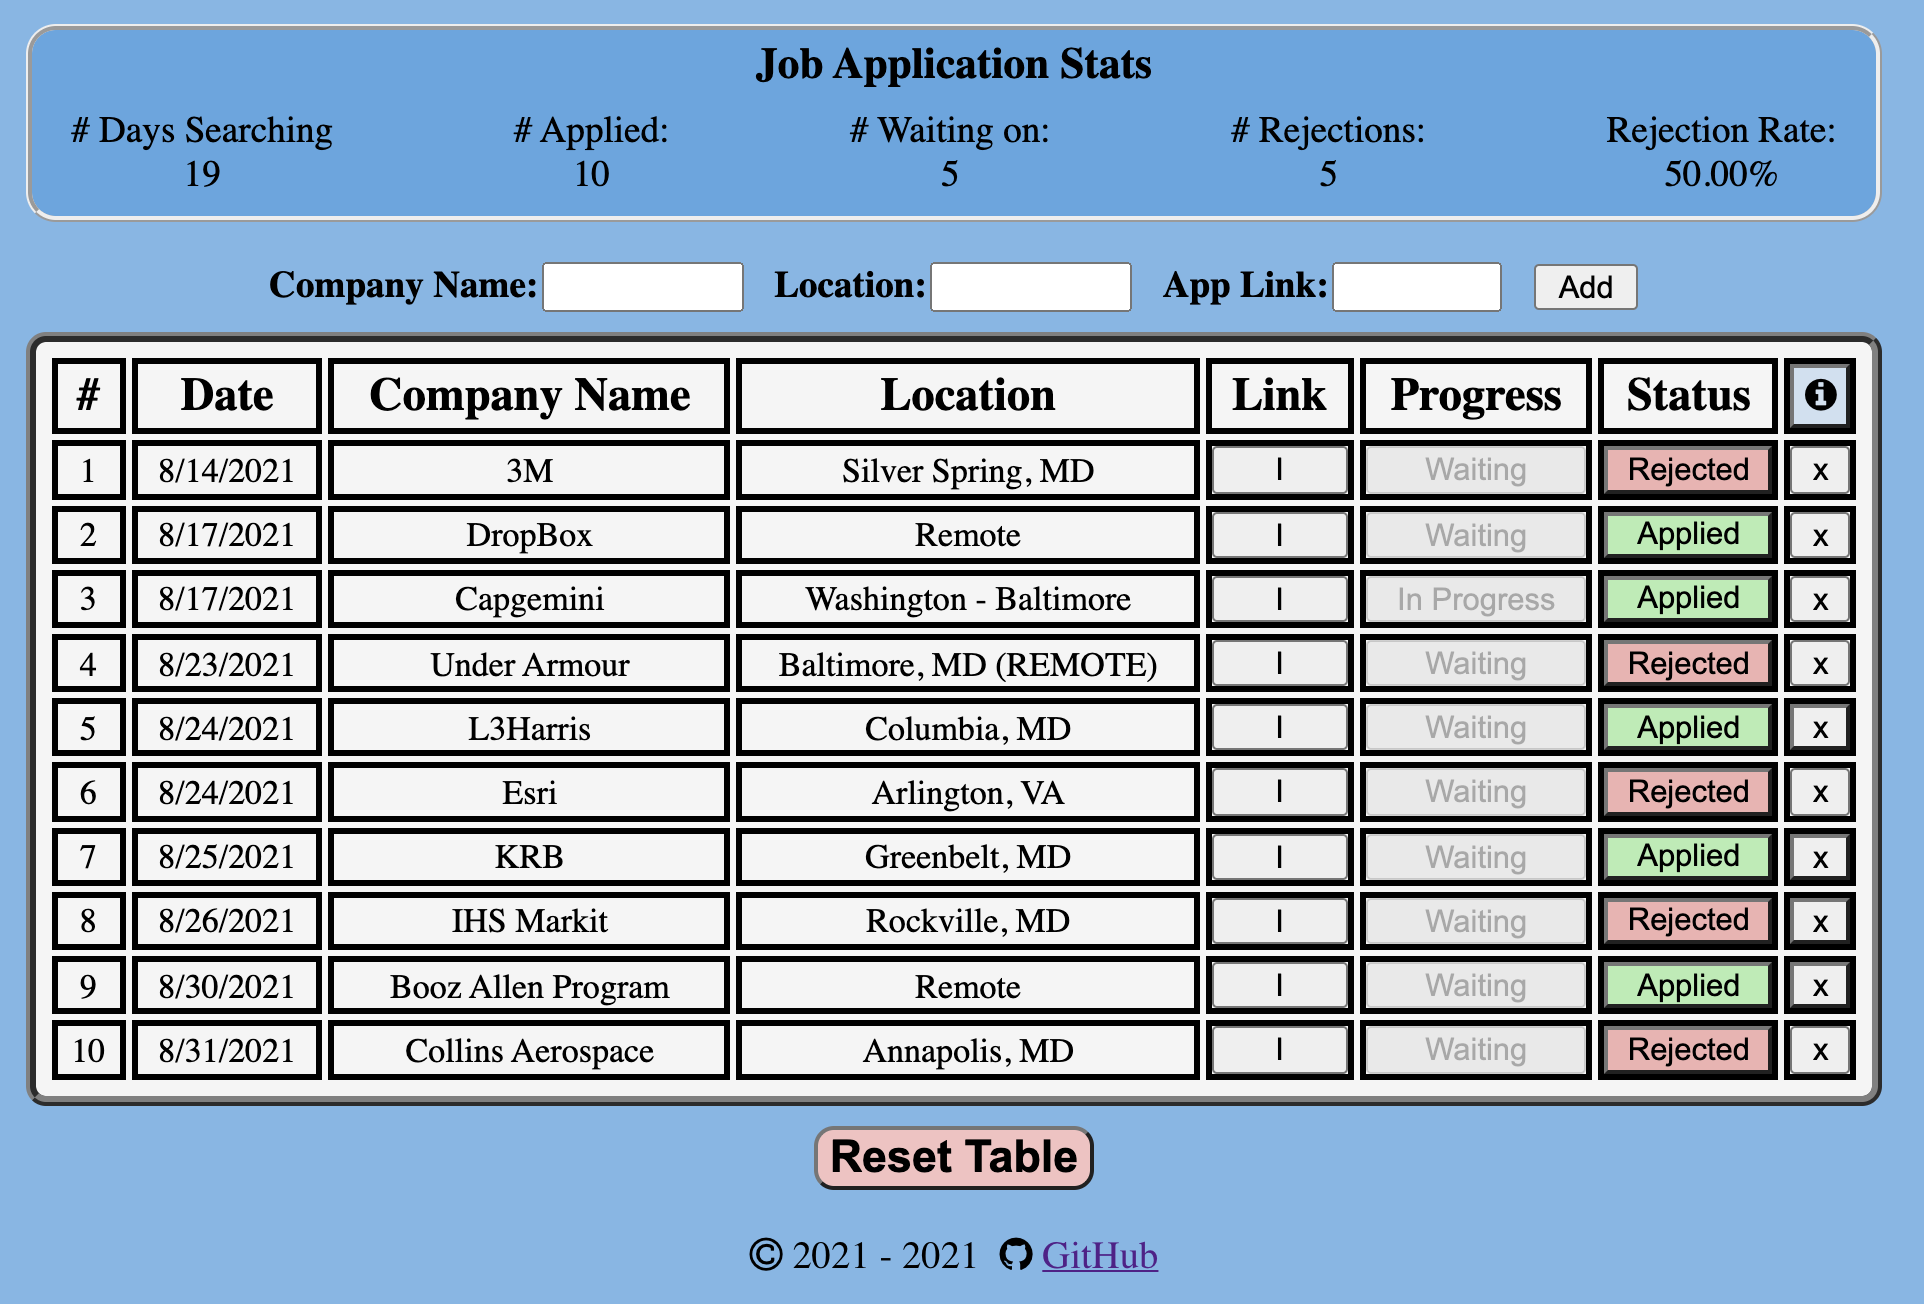 Job Application Stats
# Days Searching # Applied: # Waiting on: # Rejections: Rejection Rate:
19 10 5 5 50.00%
Company Name: Location: App Link: Add
# Date Company Name Location Link Progress Status
1 8/14/2021 3M Silver Spring, MD l Waiting Rejected x
2 8/17/2021 DropBox Remote l Waiting Applied x
3 8/17/2021 Capgemini Washington - Baltimore l In Progress Applied x
4 8/23/2021 Under Armour Baltimore, MD (REMOTE) l Waiting Rejected x
5 8/24/2021 L3Harris Columbia, MD l Waiting Applied x
6 8/24/2021 Esri Arlington, VA l Waiting Rejected x
7 8/25/2021 KRB Greenbelt, MD l Waiting Applied x
8 8/26/2021 IHS Markit Rockville, MD l Waiting Rejected x
9 8/30/2021 Booz Allen Program Remote l Waiting Applied x
10 8/31/2021 Collins Aerospace Annapolis, MD l Waiting Rejected x
Reset Table
© 2021 - 2021 GitHub